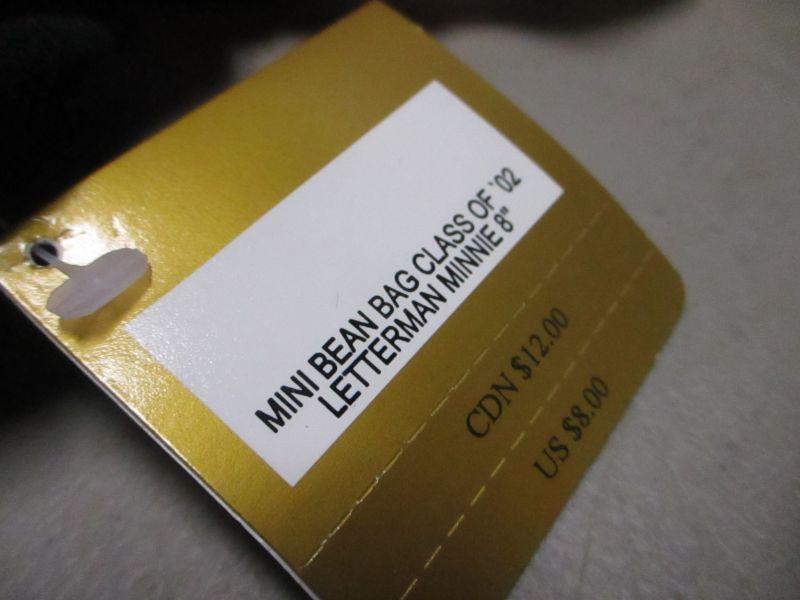 MINI BEAN BAG CLASS OF `02
LETTERMAN MINNIE 8"
CDN $12.00
US $8.00